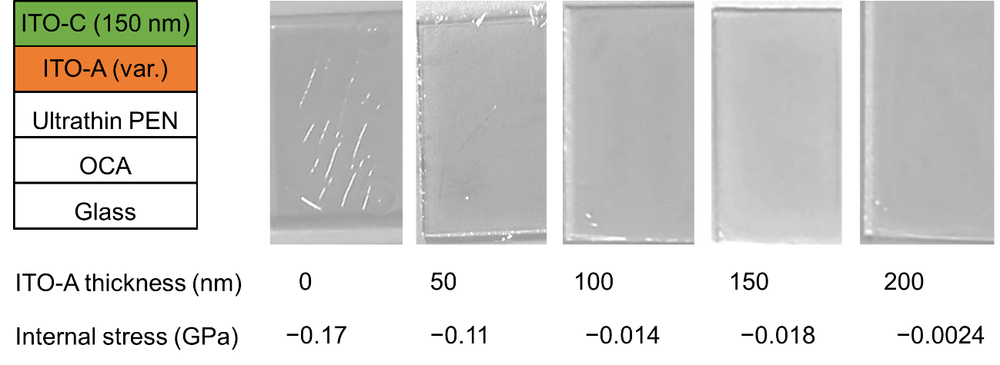 ITO-C (150 nm)
ITO-A (var.)
Ultrathin PEN
OCA
Glass
ITO-A thickness (nm) 0 50 100 150 200
Internal stress (GPa) −0.17 −0.11 −0.014 −0.018 −0.0024